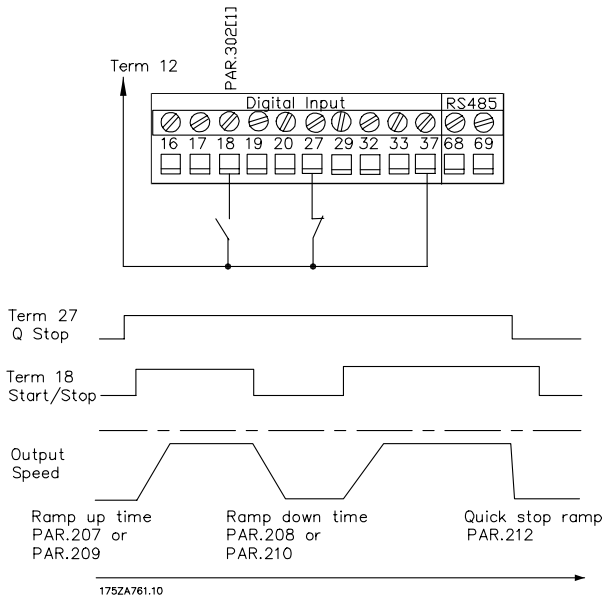 PAR.302[1]
Term 12
Digital Input RS485
16 17 18 19 20 27 29 32 33 37 68 69
Term 27
Q Stop
Term 18
Start/Stop
Output
Speed
Ramp up time
PAR.207 or
PAR.209
Ramp down time
PAR.208 or
PAR.210
Quick stop ramp
PAR.212
175ZA761.10